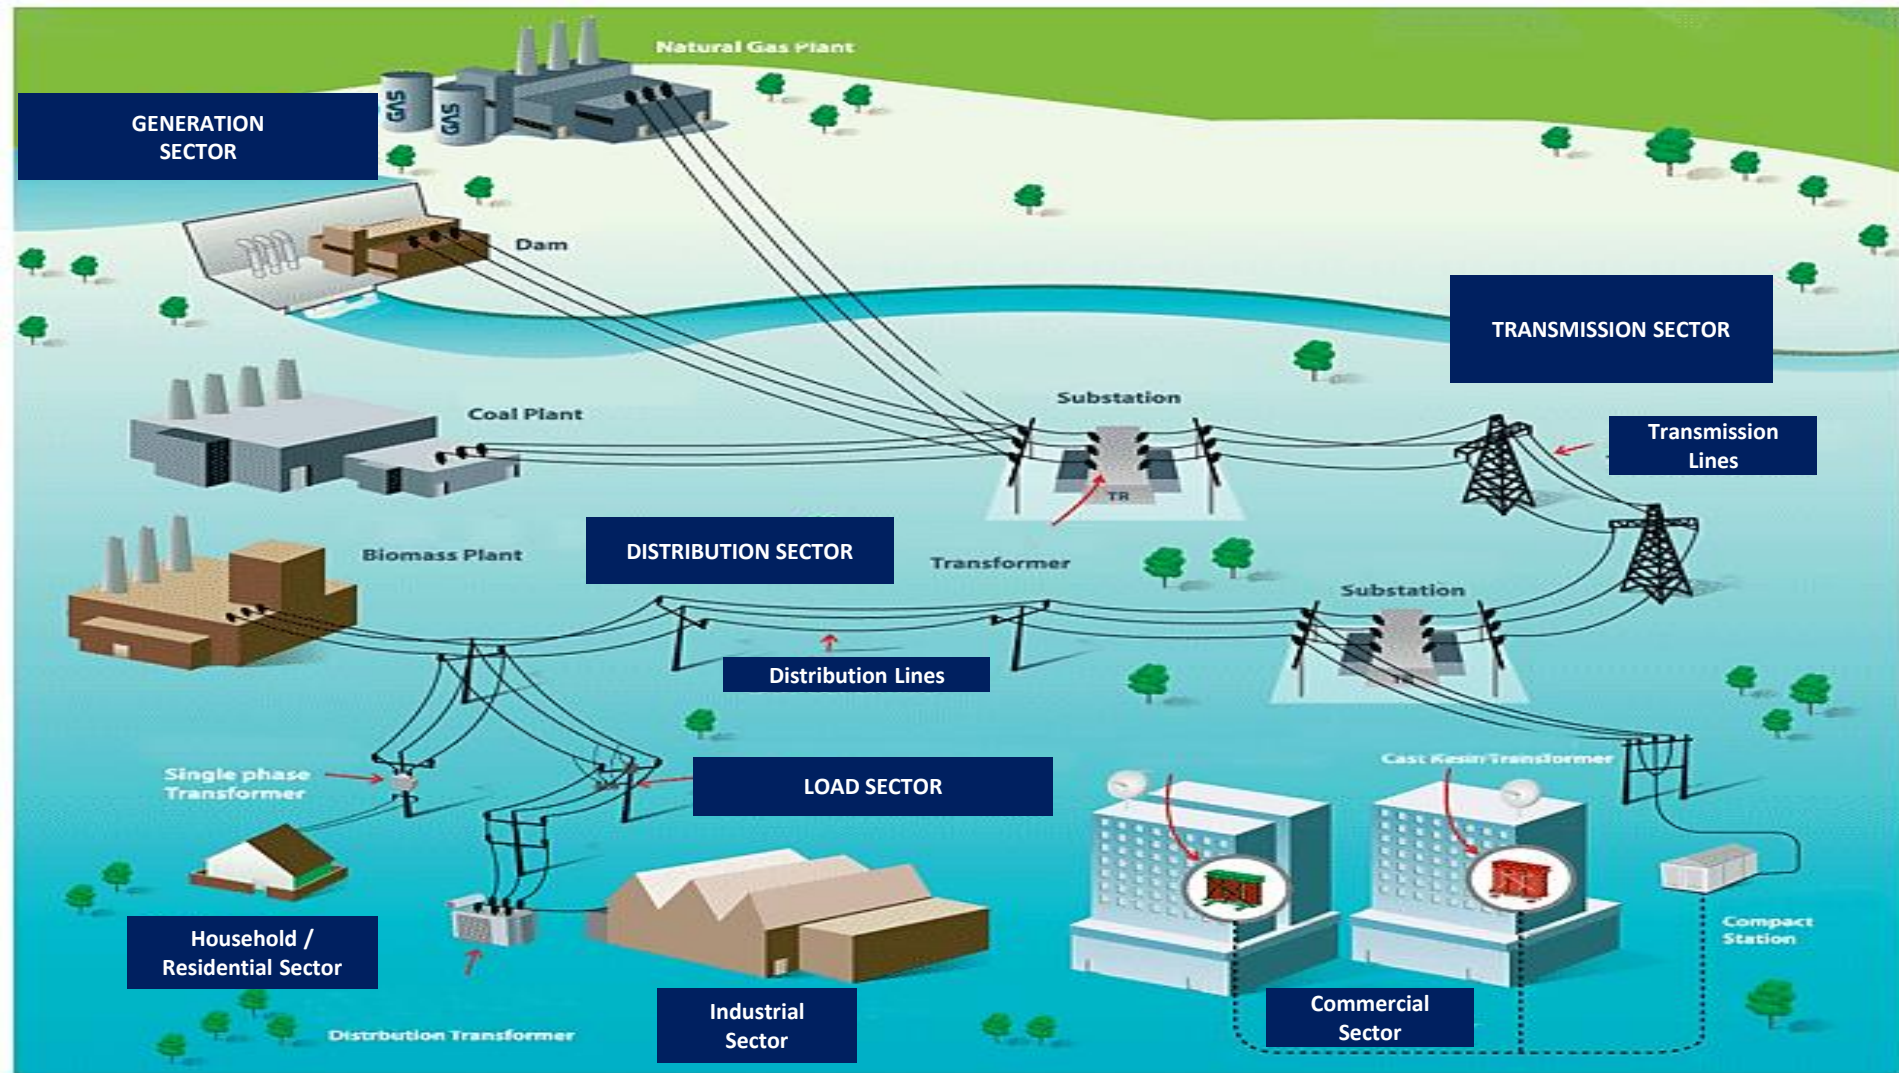 Natural Gas Plant
GAS
GAS
GENERATION
SECTOR
Dam
TRANSMISSION SECTOR
Substation
Coal Plant
Transmission
Lines
TR
Biomass Plant
DISTRIBUTION SECTOR
Transformer
Substation
Distribution Lines
Single phase
Transformer
LOAD SECTOR
Cast Resin Transformer
Household /
Residential Sector
Compact
Station
Industrial
Sector
Commercial
Sector
Distrbution Transformer